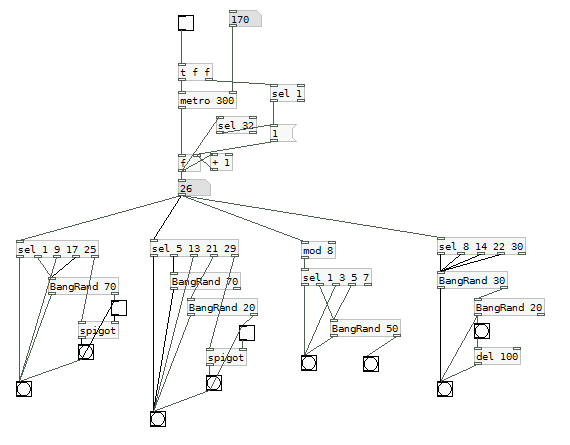 170
t f f
sel 1
metro 300
sel 32
1
f
+ 1
26
sel 1 9 17 25
sel 5 13 21 29
mod 8
sel 8 14 22 30
BangRand 70
BangRand 70
sel 1 3 5 7
BangRand 30
BangRand 20
BangRand 20
spigot
BangRand 50
spigot
del 100